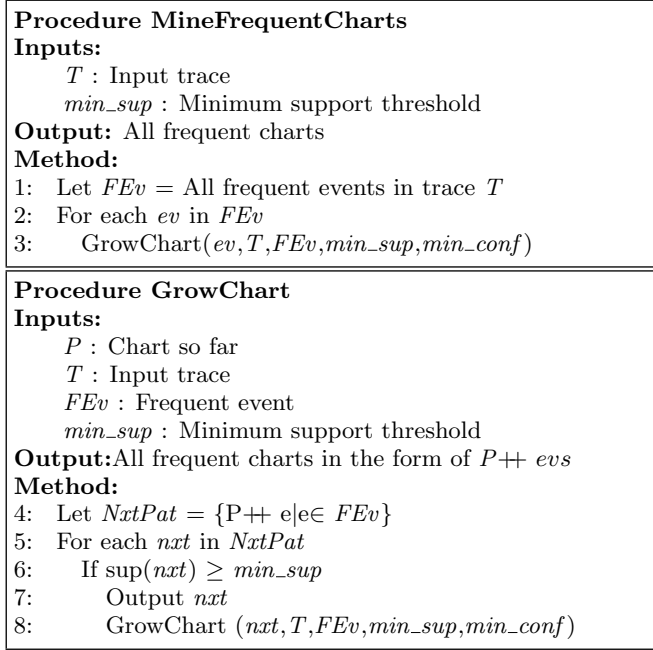 Procedure MineFrequentCharts
Inputs:
T : Input trace
min_sup : Minimum support threshold
Output: All frequent charts
Method:
1: Let FEv = All frequent events in trace T
2: For each ev in FEv
3: GrowChart(ev,T,FEv,min_sup,min_conf)
Procedure GrowChart
Inputs:
P : Chart so far
T : Input trace
FEv : Frequent event
min_sup : Minimum support threshold
Output:All frequent charts in the form of P++ evs
Method:
4: Let NxtPat = {P++ e|e∈ FEv}
5: For each nxt in NxtPat
6: If sup(nxt) ≥ min_sup
7: Output nxt
8: GrowChart (nxt,T,FEv,min_sup,min_conf)